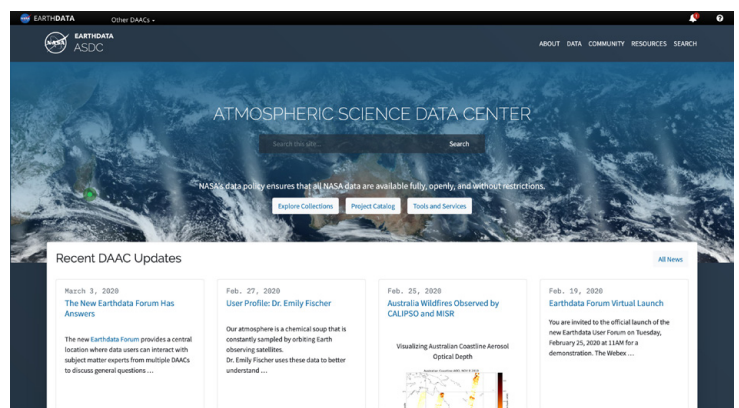 EARTHDATA
Other DAACs
EARTHDATA
ASDC
ABOUT DATA COMMUNITY RESOURCES SEARCH
ATMOSPHERIC SCIENCE DATA CENTER
Search this site...
Search
NASA's data policy ensures that all NASA data are available fully, openly, and without restrictions.
Explore Collections
Project Catalog
Tools and Services
Recent DAAC Updates
All News
March 3, 2020
The New Earthdata Forum Has
Answers
The new Earthdata Forum provides a central
location where data users can interact with
subject matter experts from multiple DAACs
to discuss general questions ...
Feb. 27, 2020
User Profile: Dr. Emily Fischer
Our atmosphere is a chemical soup that is
constantly sampled by orbiting Earth
observing satellites.
Dr. Emily Fischer uses these data to better
understand ...
Feb. 25, 2020
Australia Wildfires Observed by
CALIPSO and MISR
Visualizing Australian Coastline Aerosol
Optical Depth
Feb. 19, 2020
Earthdata Forum Virtual Launch
You are invited to the official launch of the
new Earthdata User Forum on Tuesday,
February 25, 2020 at 11AM for a
demonstration. The Webex ...